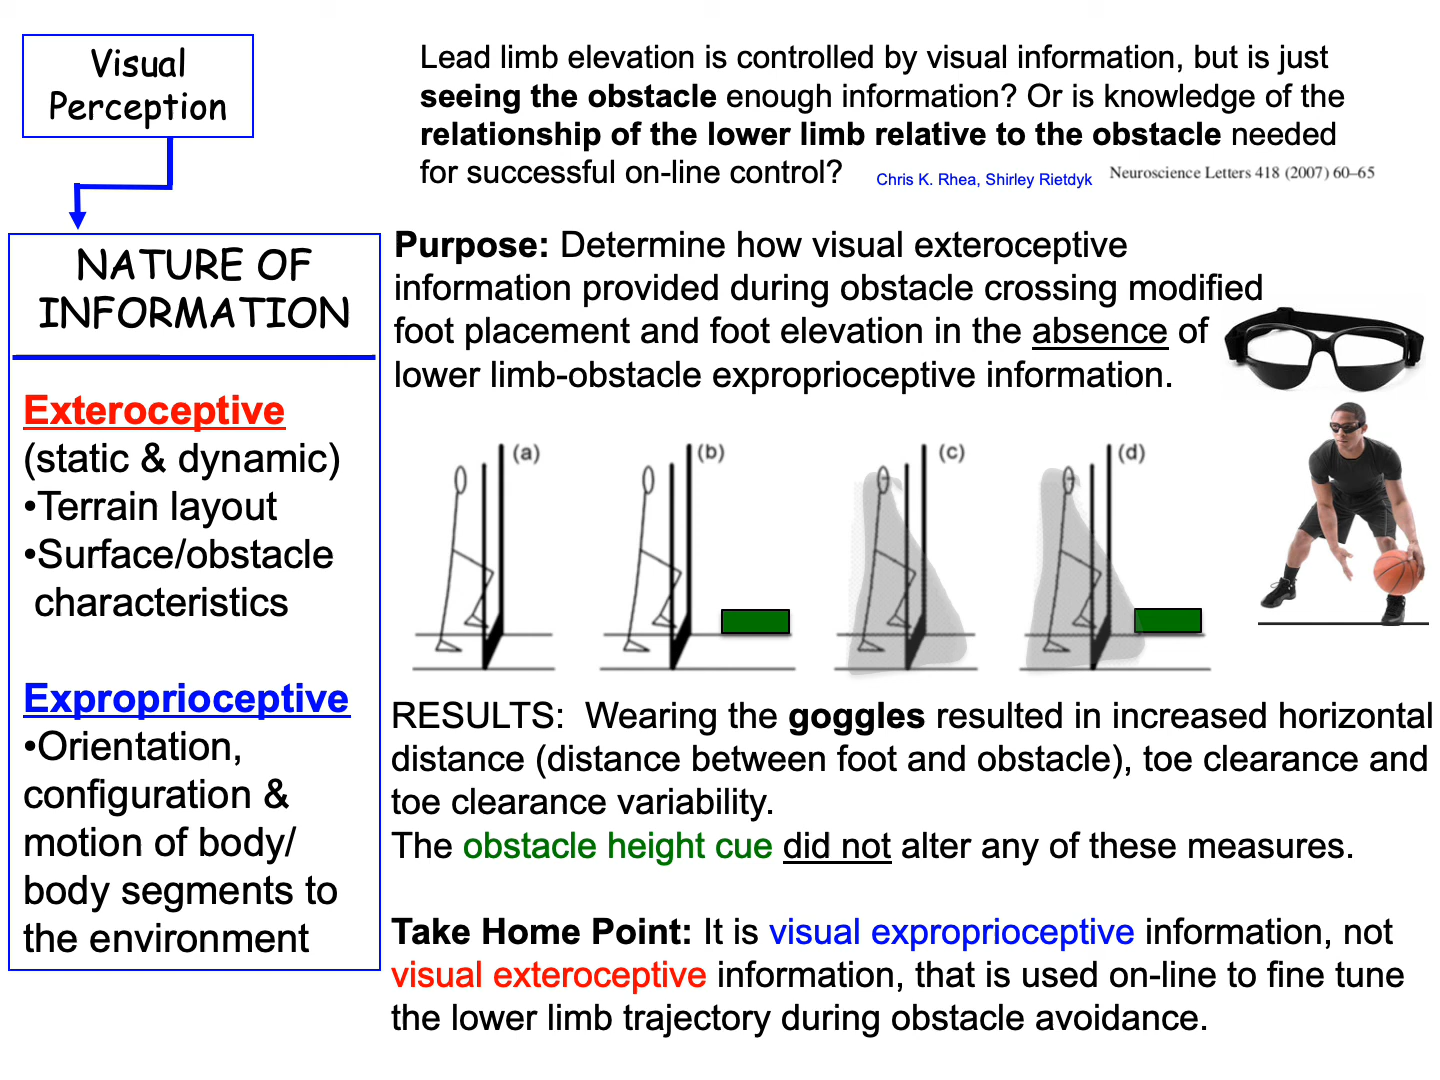 Visual
Perception
Lead limb elevation is controlled by visual information, but is just
seeing the obstacle enough information? Or is knowledge of the
relationship of the lower limb relative to the obstacle needed
for successful on-line control?
Chris K. Rhea, Shirley Rietdyk
Neuroscience Letters 418 (2007) 60–65
NATURE OF
INFORMATION
Exteroceptive
(static & dynamic)
•Terrain layout
•Surface/obstacle
characteristics
Exproprioceptive
•Orientation,
configuration &
motion of body/
body segments to
the environment
Purpose: Determine how visual exteroceptive
information provided during obstacle crossing modified
foot placement and foot elevation in the absence of
lower limb-obstacle exproprioceptive information.
(a)
(b)
(c)
(d)
RESULTS: Wearing the goggles resulted in increased horizontal
distance (distance between foot and obstacle), toe clearance and
toe clearance variability.
The obstacle height cue did not alter any of these measures.
Take Home Point: It is visual exproprioceptive information, not
visual exteroceptive information, that is used on-line to fine tune
the lower limb trajectory during obstacle avoidance.